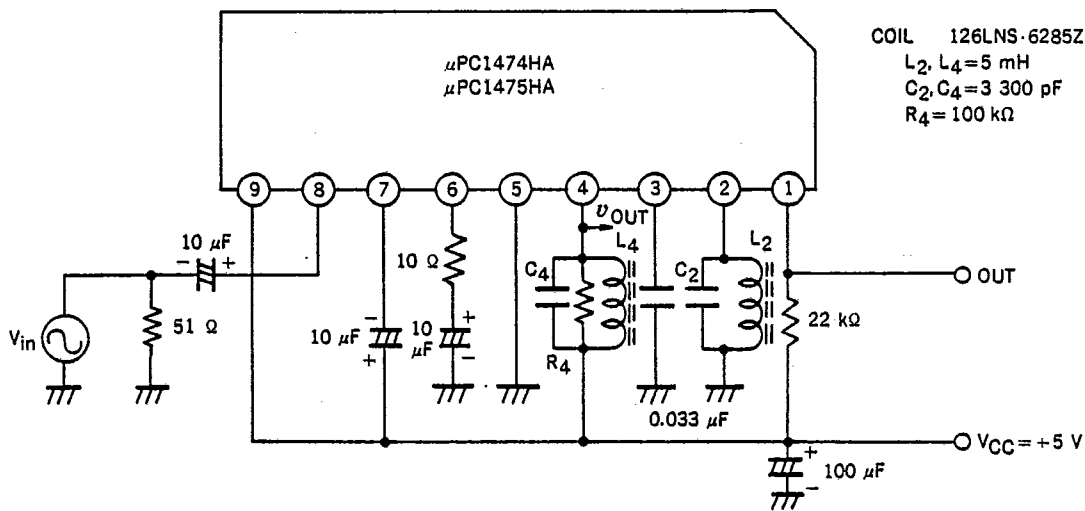 μPC1474HA
μPC1475HA
COIL 126LNS·6285Z
L2, L4=5 mH
C2, C4=3 300 pF
R4=100 kΩ
9 8 7 6 5 4 3 2 1
vOUT
L4
L2
10 μF
- +
10 Ω
C4
C2
OUT
Vin
51 Ω
10 μF
-
+
10 μF
+
-
R4
22 kΩ
0.033 μF
VCC=+5 V
+
100 μF
-